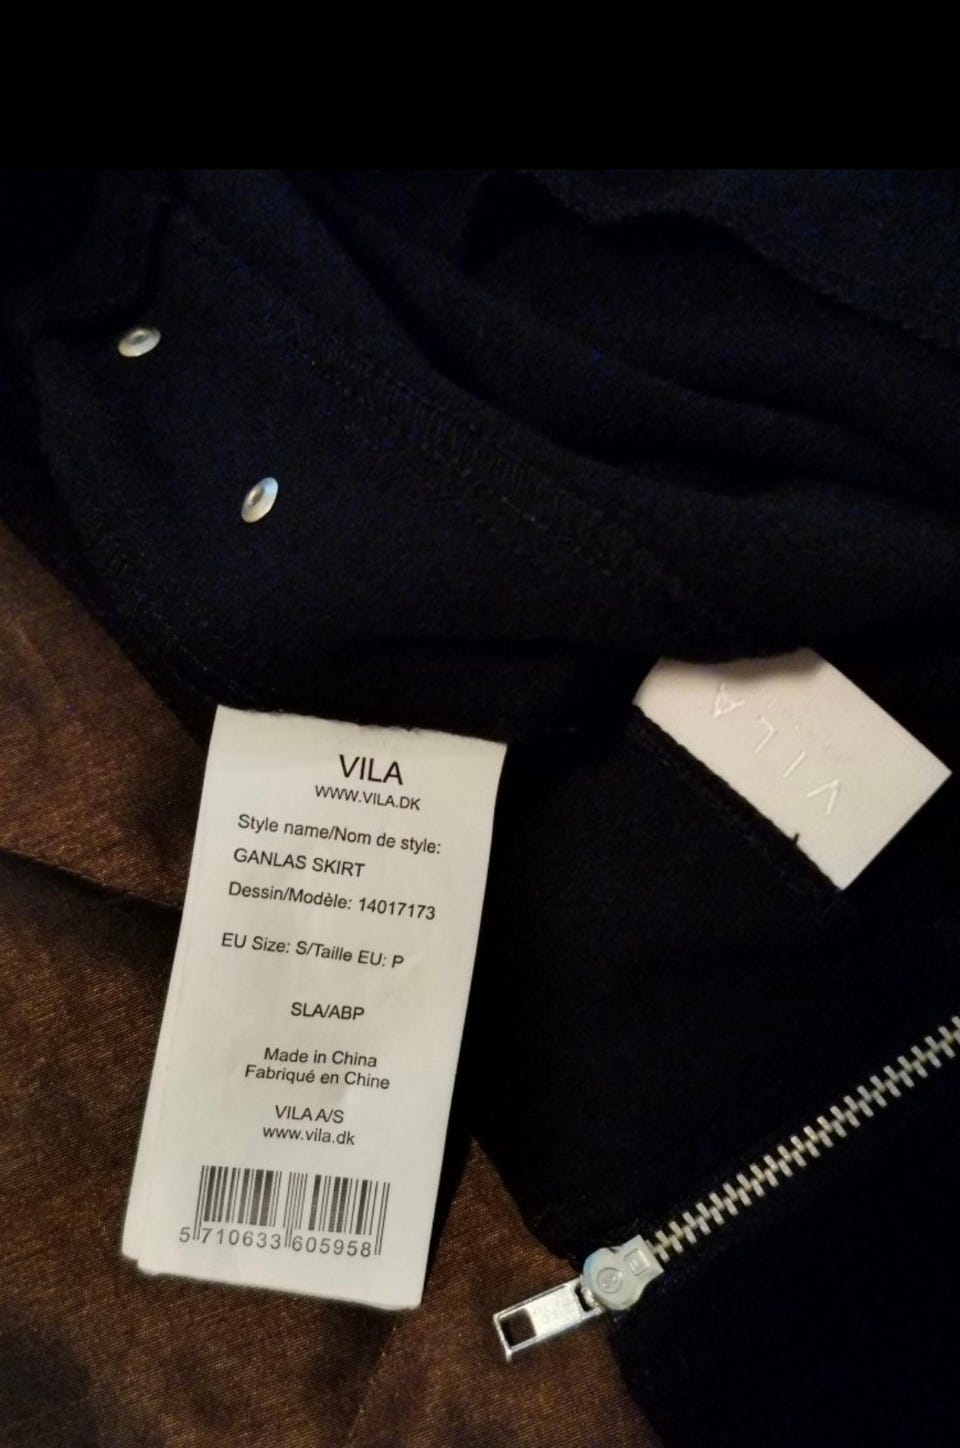 VILA
VILA
WWW.VILA.DK
Style name/Nom de style:
GANLAS SKIRT
Dessin/Modèle: 14017173
EU Size: S/Taille EU: P
SLA/ABP
Made in China
Fabriqué en Chine
VILA A/S
www.vila.dk
5 710633 605958